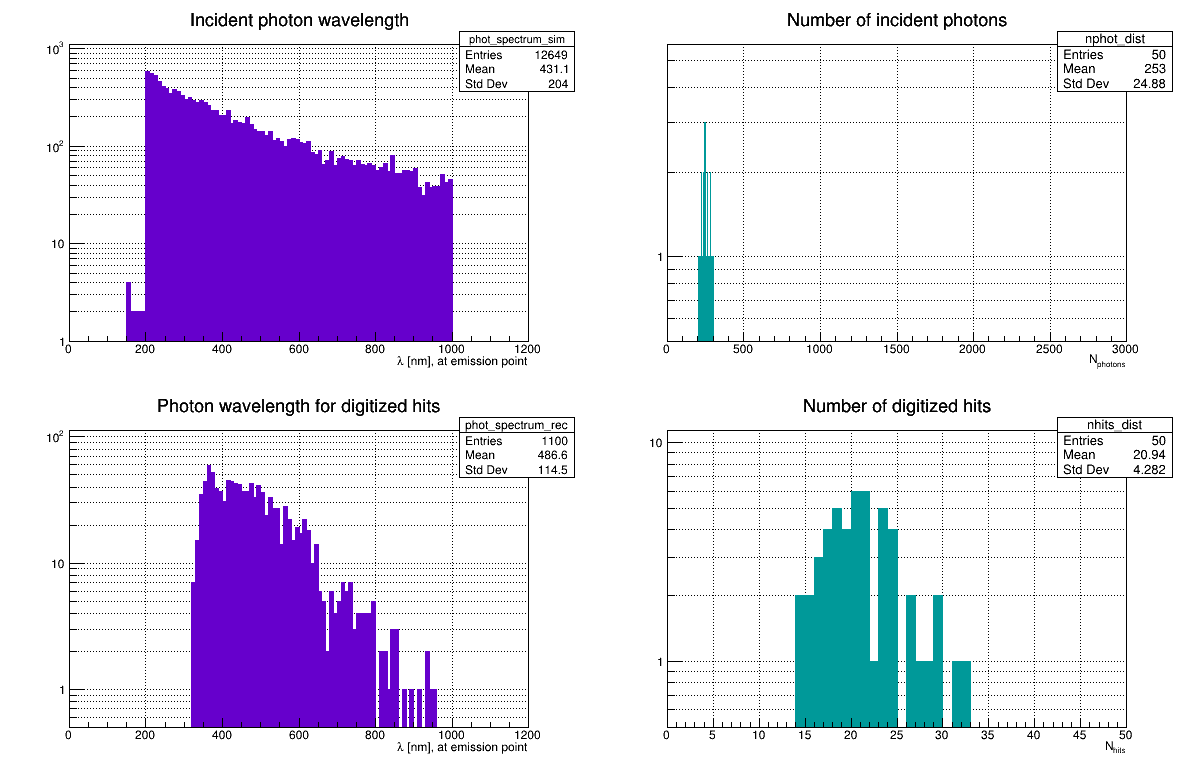 Incident photon wavelength
phot_spectrum_sim
Entries 12649
Mean 431.1
Std Dev 204
10³
10²
10
1
0 200 400 600 800 1000 1200
λ [nm], at emission point
Number of incident photons
nphot_dist
Entries 50
Mean 253
Std Dev 24.88
1
0 500 1000 1500 2000 2500 3000
Nphotons
Photon wavelength for digitized hits
phot_spectrum_rec
Entries 1100
Mean 486.6
Std Dev 114.5
10²
10
1
0 200 400 600 800 1000 1200
λ [nm], at emission point
Number of digitized hits
nhits_dist
Entries 50
Mean 20.94
Std Dev 4.282
10
1
0 5 10 15 20 25 30 35 40 45 50
Nhits